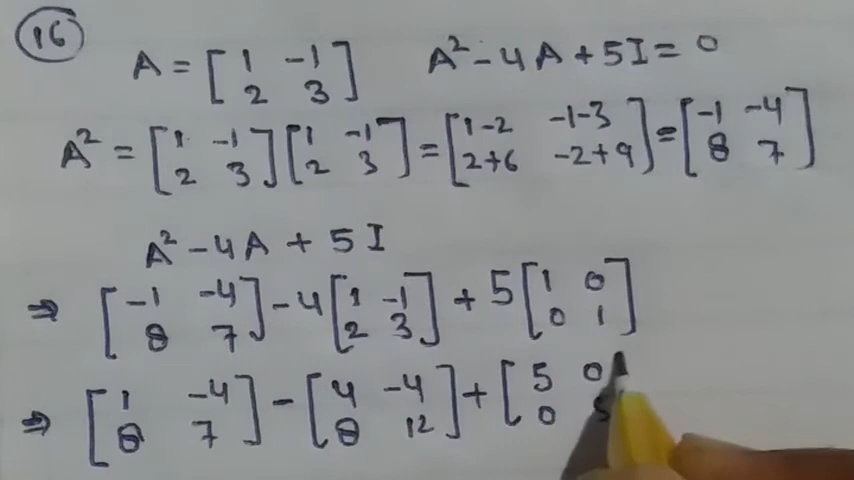 16
A = [1 -1; 2 3] A² - 4A + 5I = 0
A² = [1 -1; 2 3] [1 -1; 2 3] = [1-2 -1-3; 2+6 -2+9] = [-1 -4; 8 7]
A² - 4A + 5I
⇒ [-1 -4; 8 7] - 4 [1 -1; 2 3] + 5 [1 0; 0 1]
⇒ [1 -4; 8 7] - [4 -4; 8 12] + [5 0; 0 5